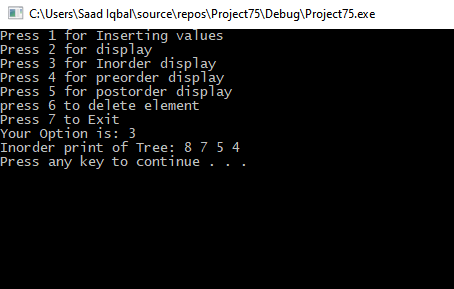 C:\Users\Saad Iqbal\source\repos\Project75\Debug\Project75.exe
Press 1 for Inserting values
Press 2 for display
Press 3 for Inorder display
Press 4 for preorder display
Press 5 for postorder display
press 6 to delete element
Press 7 to Exit
Your Option is: 3
Inorder print of Tree: 8 7 5 4
Press any key to continue . . .